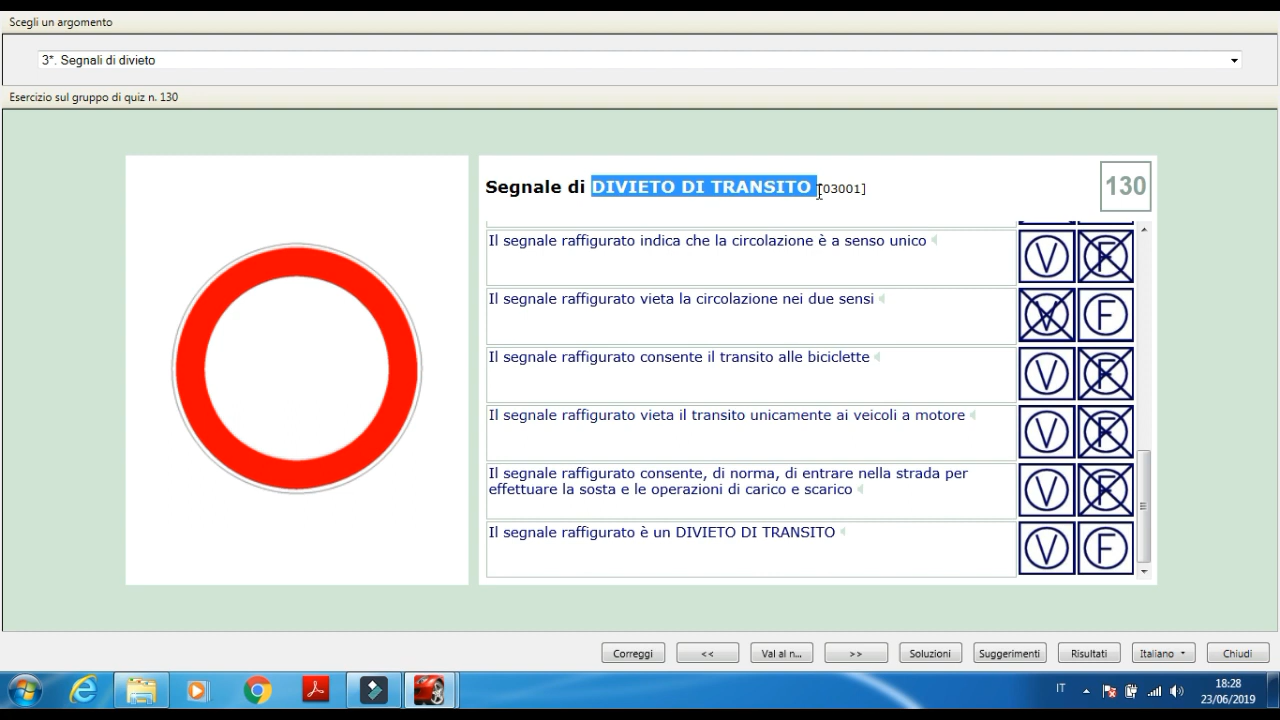 Scegli un argomento
3*. Segnali di divieto
Esercizio sul gruppo di quiz n. 130
Segnale di DIVIETO DI TRANSITO [03001]
130
Il segnale raffigurato indica che la circolazione è a senso unico
V F
Il segnale raffigurato vieta la circolazione nei due sensi
V F
Il segnale raffigurato consente il transito alle biciclette
V F
Il segnale raffigurato vieta il transito unicamente ai veicoli a motore
V F
Il segnale raffigurato consente, di norma, di entrare nella strada per
effettuare la sosta e le operazioni di carico e scarico
V F
Il segnale raffigurato è un DIVIETO DI TRANSITO
V F
Correggi << Val al n... >> Soluzioni Suggerimenti Risultati Italiano Chiudi
IT
18:28
23/06/2019